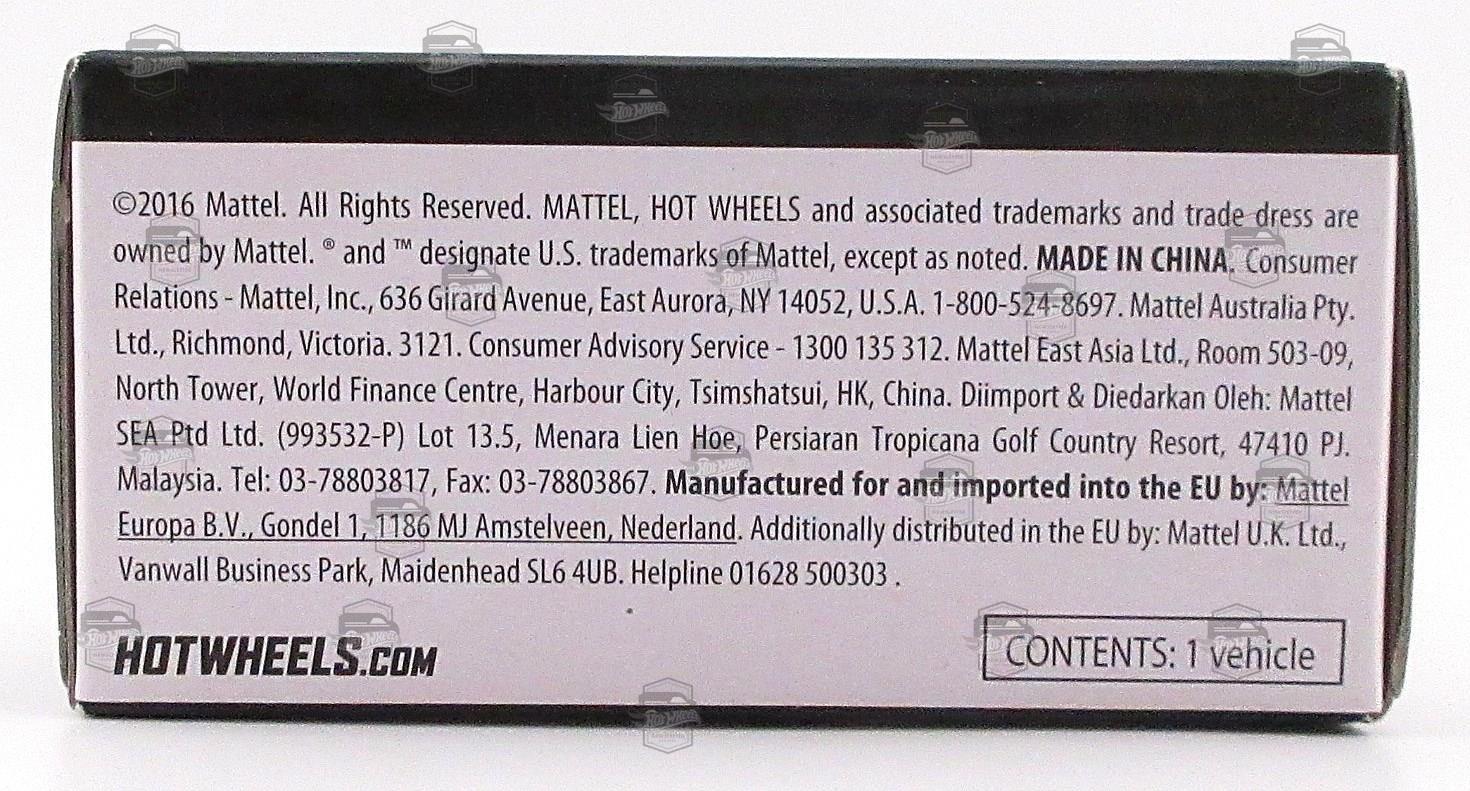 ©2016 Mattel. All Rights Reserved. MATTEL, HOT WHEELS and associated trademarks and trade dress are
owned by Mattel. ® and ™ designate U.S. trademarks of Mattel, except as noted. MADE IN CHINA. Consumer
Relations - Mattel, Inc., 636 Girard Avenue, East Aurora, NY 14052, U.S.A. 1-800-524-8697. Mattel Australia Pty.
Ltd., Richmond, Victoria. 3121. Consumer Advisory Service - 1300 135 312. Mattel East Asia Ltd., Room 503-09,
North Tower, World Finance Centre, Harbour City, Tsimshatsui, HK, China. Diimport & Diedarkan Oleh: Mattel
SEA Ptd Ltd. (993532-P) Lot 13.5, Menara Lien Hoe, Persiaran Tropicana Golf Country Resort, 47410 PJ.
Malaysia. Tel: 03-78803817, Fax: 03-78803867. Manufactured for and imported into the EU by: Mattel
Europa B.V., Gondel 1, 1186 MJ Amstelveen, Nederland. Additionally distributed in the EU by: Mattel U.K. Ltd.,
Vanwall Business Park, Maidenhead SL6 4UB. Helpline 01628 500303 .
HOTWHEELS.COM
CONTENTS: 1 vehicle